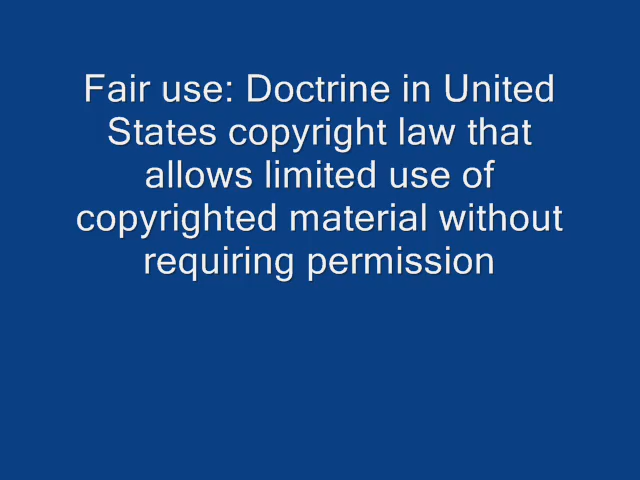 Fair use: Doctrine in United
States copyright law that
allows limited use of
copyrighted material without
requiring permission